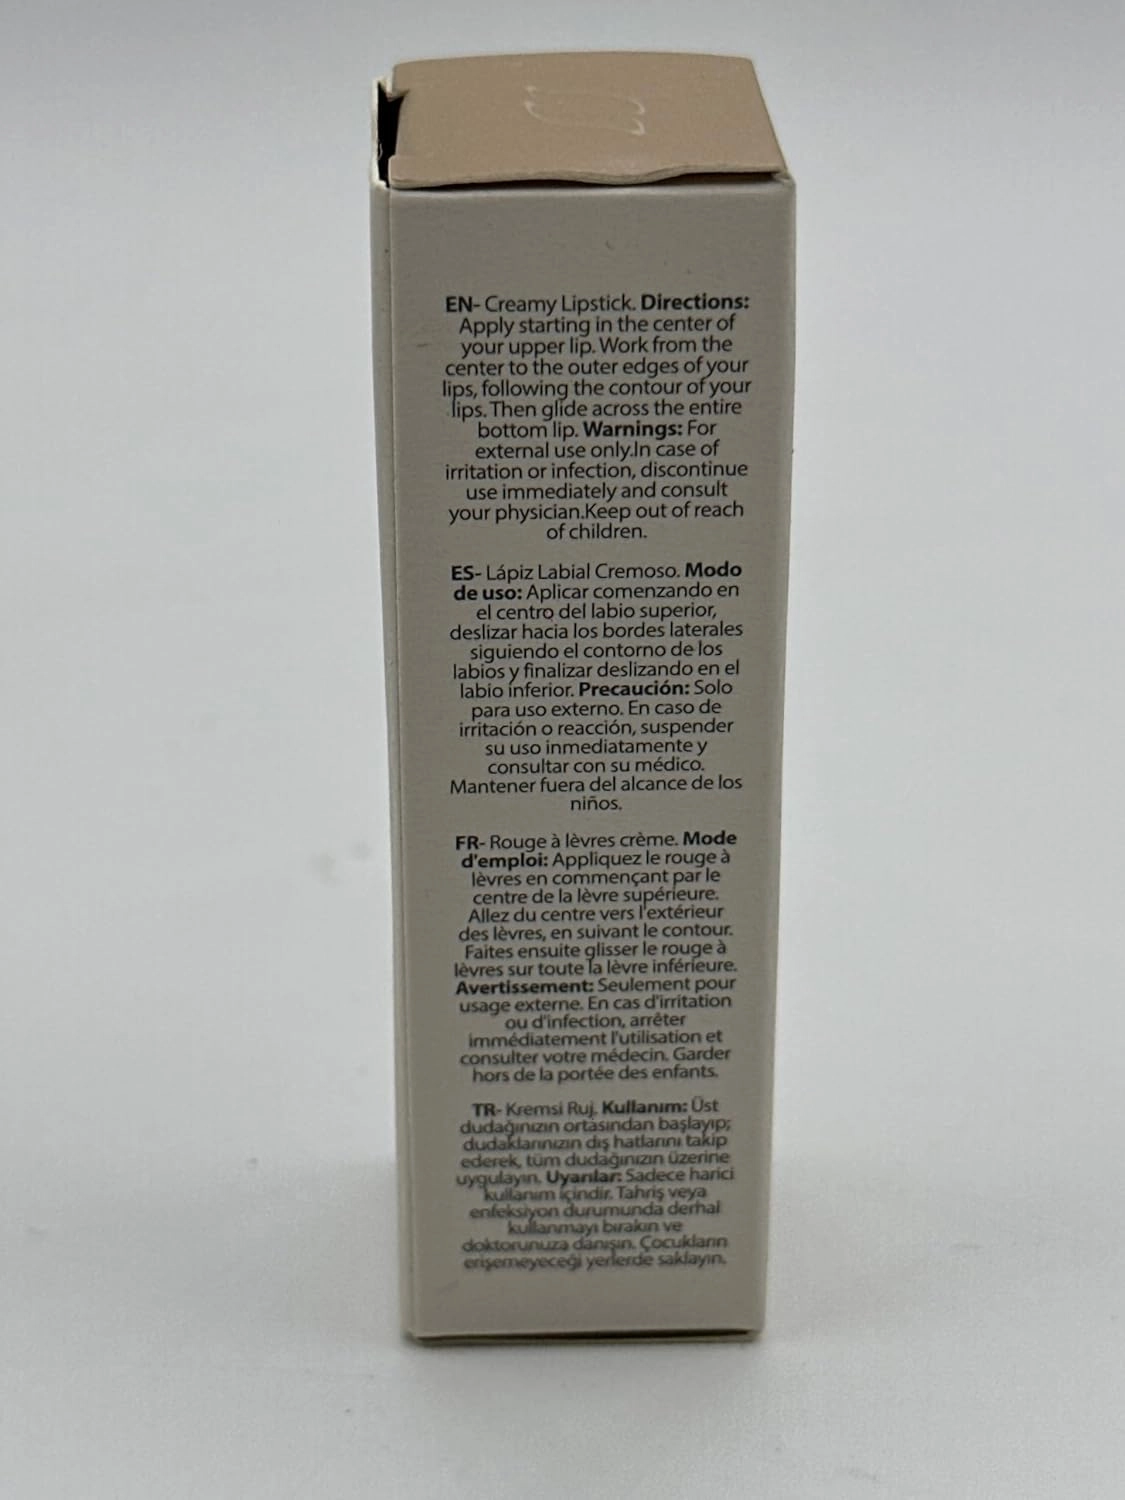 EN- Creamy Lipstick. Directions:
Apply starting in the center of
your upper lip. Work from the
center to the outer edges of your
lips, following the contour of your
lips. Then glide across the entire
bottom lip. Warnings: For
external use only.In case of
irritation or infection, discontinue
use immediately and consult
your physician.Keep out of reach
of children.
ES- Lápiz Labial Cremoso. Modo
de uso: Aplicar comenzando en
el centro del labio superior,
deslizar hacia los bordes laterales
siguiendo el contorno de los
labios y finalizar deslizando en el
labio inferior. Precaución: Solo
para uso externo. En caso de
irritación o reacción, suspender
su uso inmediatamente y
consultar con su médico.
Mantener fuera del alcance de los
niños.
FR- Rouge à lèvres crème. Mode
d'emploi: Appliquez le rouge à
lèvres en commençant par le
centre de la lèvre supérieure.
Allez du centre vers l'extérieur
des lèvres, en suivant le contour.
Faites ensuite glisser le rouge à
lèvres sur toute la lèvre inférieure.
Avertissement: Seulement pour
usage externe. En cas d'irritation
ou d'infection, arrêter
immédiatement l'utilisation et
consulter votre médecin. Garder
hors de la portée des enfants.
TR- Kremsi Ruj. Kullanım: Üst
dudağınızın ortasından başlayıp;
dudaklarınızın dış hatlarını takip
ederek, tüm dudağınızın üzerine
uygulayın. Uyarılar: Sadece harici
kullanım içindir. Tahriş veya
enfeksiyon durumunda derhal
kullanmayı bırakın ve
doktorunuza danışın. Çocukların
erişemeyeceği yerlerde saklayın.